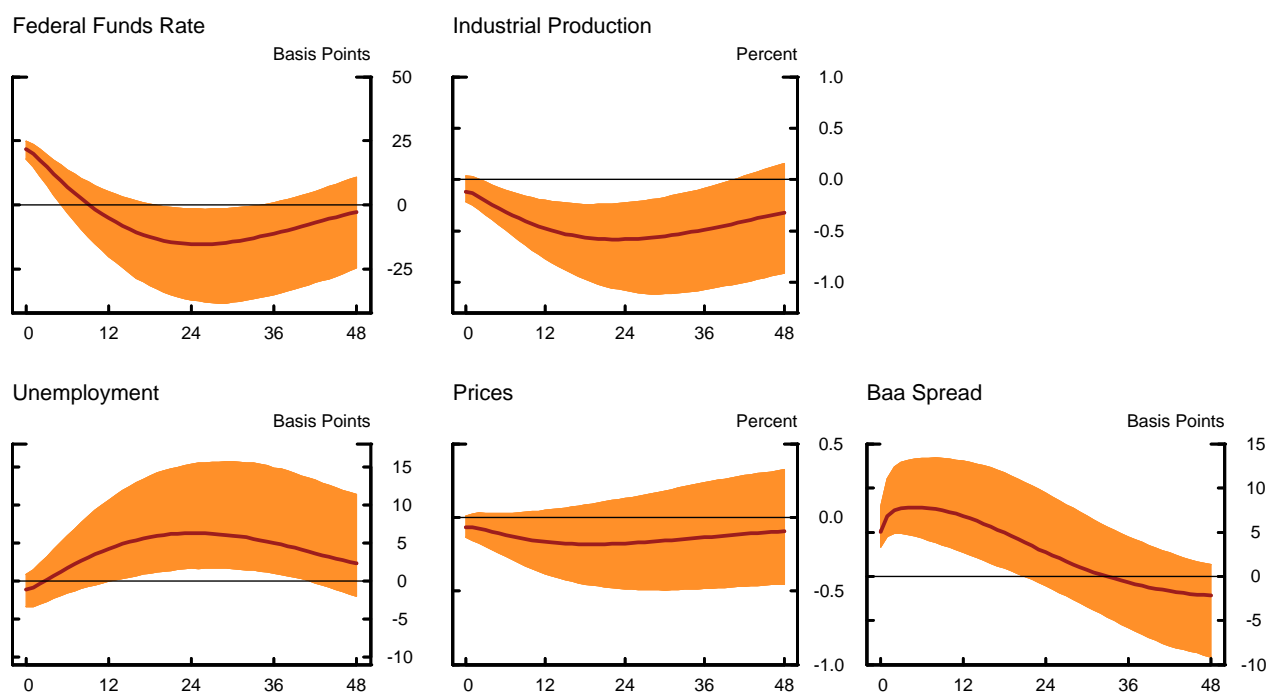 Federal Funds Rate
Basis Points
50
25
0
-25
0 12 24 36 48
Industrial Production
Percent
1.0
0.5
0.0
-0.5
-1.0
0 12 24 36 48
Unemployment
Basis Points
15
10
5
0
-5
-10
0 12 24 36 48
Prices
Percent
0.5
0.0
-0.5
-1.0
0 12 24 36 48
Baa Spread
Basis Points
15
10
5
0
-5
-10
0 12 24 36 48